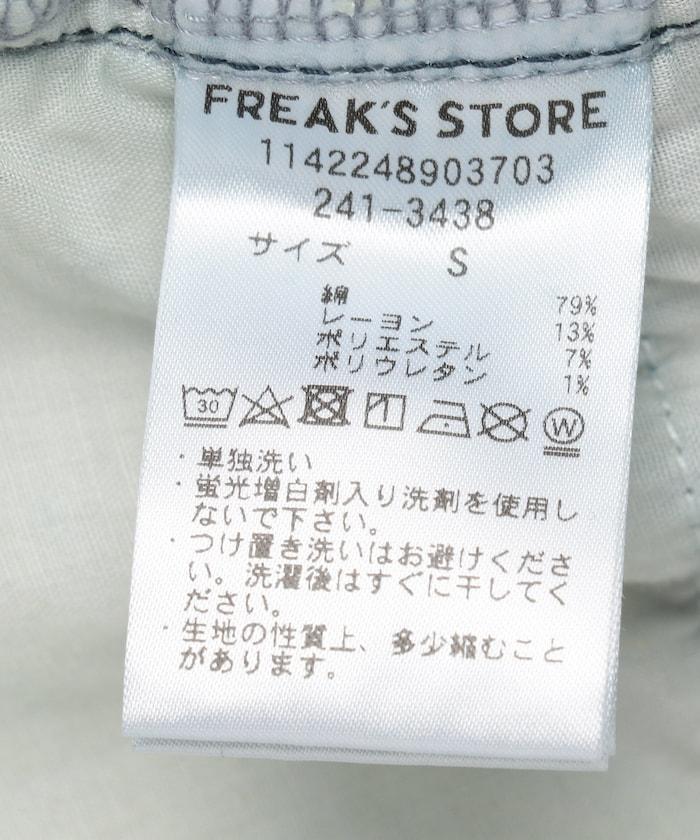 FREAK'S STORE
1142248903703
241-3438
サイズ S
綿 79%
レーヨン 13%
ポリエステル 7%
ポリウレタン 1%
30 W
・単独洗い
・蛍光増白剤入り洗剤を使用し
ないで下さい。
・つけ置き洗いはお避けくださ
い。洗濯後はすぐに干してく
ださい。
・生地の性質上、多少縮むこと
があります。